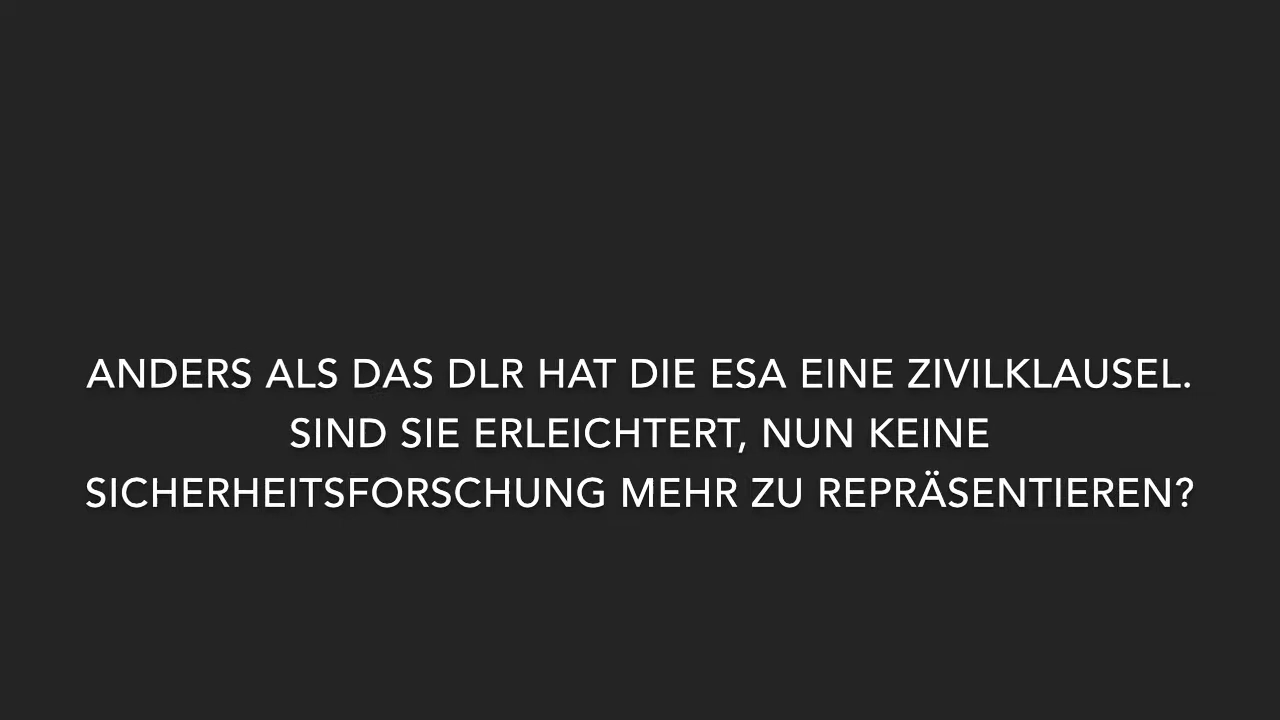 ANDERS ALS DAS DLR HAT DIE ESA EINE ZIVILKLAUSEL.
SIND SIE ERLEICHTERT, NUN KEINE
SICHERHEITSFORSCHUNG MEHR ZU REPRÄSENTIEREN?